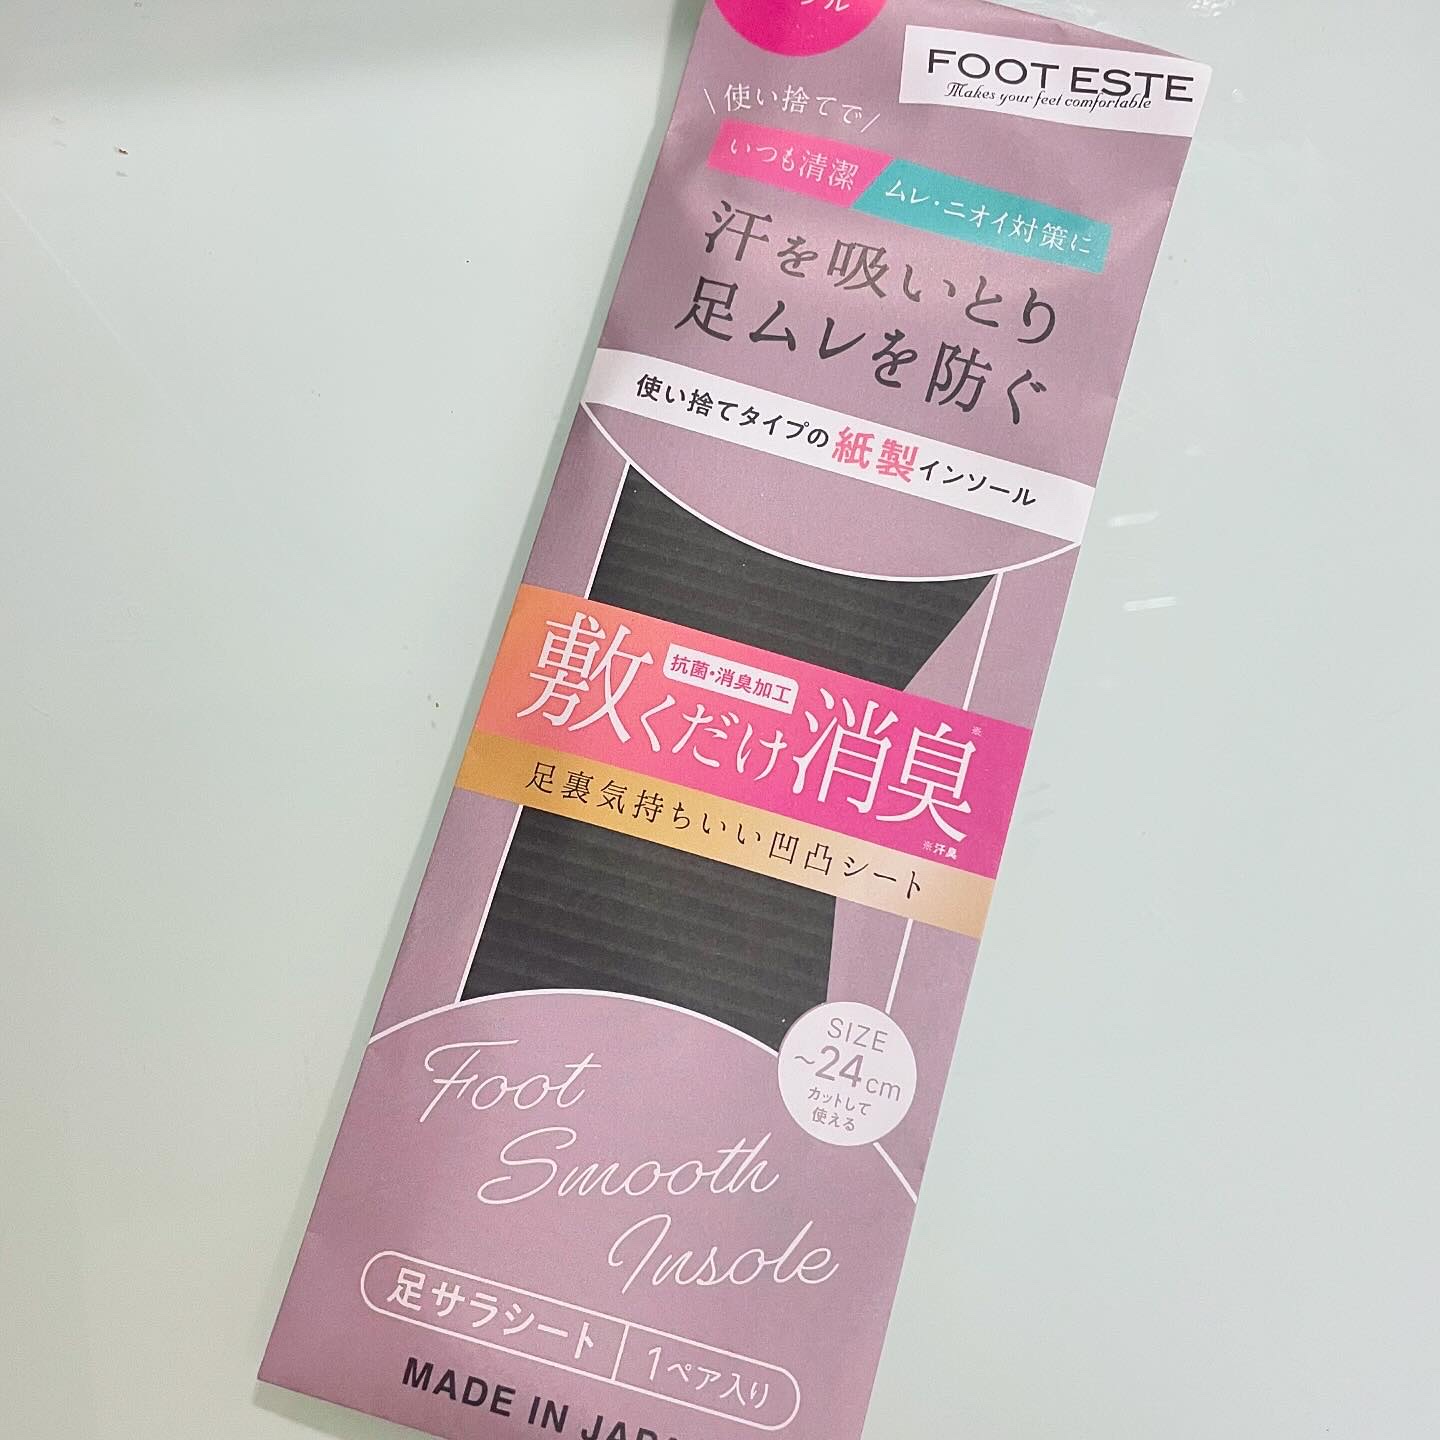 FOOT ESTE
Makes your feet comfortable
使い捨てで
いつも清潔
ムレ・ニオイ対策に
汗を吸いとり
足ムレを防ぐ
使い捨てタイプの紙製インソール
抗菌・消臭加工
敷くだけ消臭※
※汗臭
足裏気持ちいい凹凸シート
SIZE
～24cm
カットして
使える
Foot
Smooth
Insole
足サラシート
1ペア入り
MADE IN